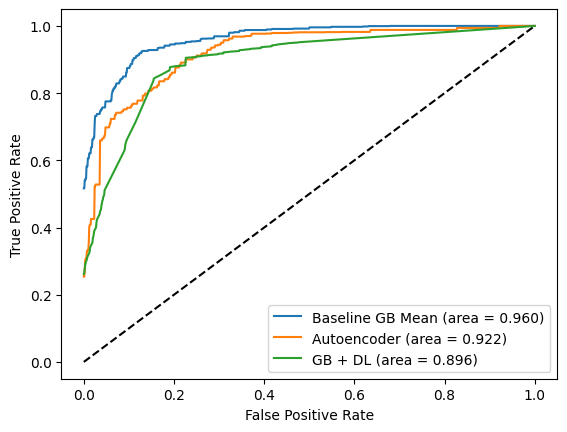 1.0
0.8
0.6
0.4
0.2
0.0
True Positive Rate
Baseline GB Mean (area = 0.960)
Autoencoder (area = 0.922)
GB + DL (area = 0.896)
0.0 0.2 0.4 0.6 0.8 1.0
False Positive Rate